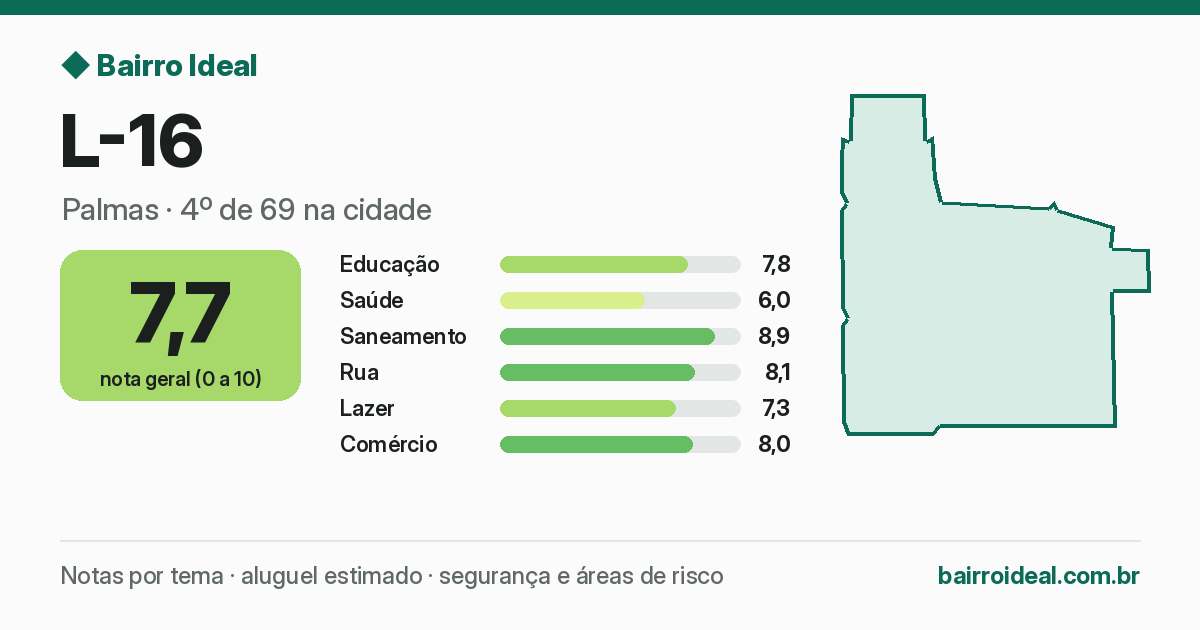 Bairro Ideal
L-16
Palmas · 4º de 69 na cidade
7,7
nota geral (0 a 10)
Educação 7,8
Saúde 6,0
Saneamento 8,9
Rua 8,1
Lazer 7,3
Comércio 8,0
Notas por tema · aluguel estimado · segurança e áreas de risco
bairroideal.com.br